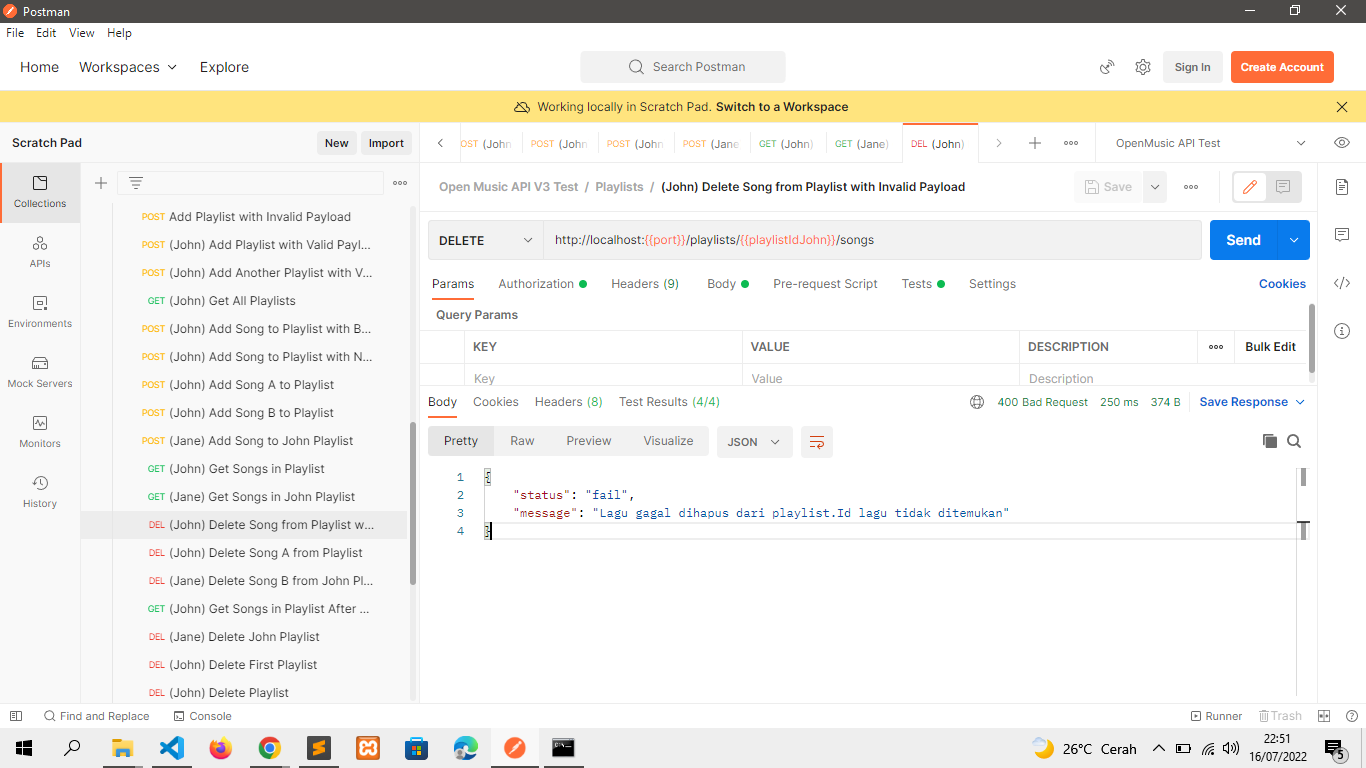 Postman
File Edit View Help
Home Workspaces Explore
Search Postman
Sign In
Create Account
Working locally in Scratch Pad. Switch to a Workspace
Scratch Pad
New
Import
OST (John
POST (John
POST (John
POST (Jane
GET (John)
GET (Jane)
DEL (John)
OpenMusic API Test
Collections
APIs
Environments
Mock Servers
Monitors
History
POST Add Playlist with Invalid Payload
POST (John) Add Playlist with Valid Payl...
POST (John) Add Another Playlist with V...
GET (John) Get All Playlists
POST (John) Add Song to Playlist with B...
POST (John) Add Song to Playlist with N...
POST (John) Add Song A to Playlist
POST (John) Add Song B to Playlist
POST (Jane) Add Song to John Playlist
GET (John) Get Songs in Playlist
GET (Jane) Get Songs in John Playlist
DEL (John) Delete Song from Playlist w...
DEL (John) Delete Song A from Playlist
DEL (Jane) Delete Song B from John Pl...
GET (John) Get Songs in Playlist After ...
DEL (Jane) Delete John Playlist
DEL (John) Delete First Playlist
DEL (John) Delete Playlist
Open Music API V3 Test / Playlists / (John) Delete Song from Playlist with Invalid Payload
Save
DELETE
http://localhost:{{port}}/playlists/{{playlistIdJohn}}/songs
Send
Params Authorization Headers (9) Body Pre-request Script Tests Settings Cookies
Query Params
KEY VALUE DESCRIPTION Bulk Edit
Key Value Description
Body Cookies Headers (8) Test Results (4/4) 400 Bad Request 250 ms 374 B Save Response
Pretty Raw Preview Visualize JSON
1 {
2 "status": "fail",
3 "message": "Lagu gagal dihapus dari playlist.Id lagu tidak ditemukan"
4 }
Find and Replace Console Runner Trash
26°C Cerah
22:51
16/07/2022
5